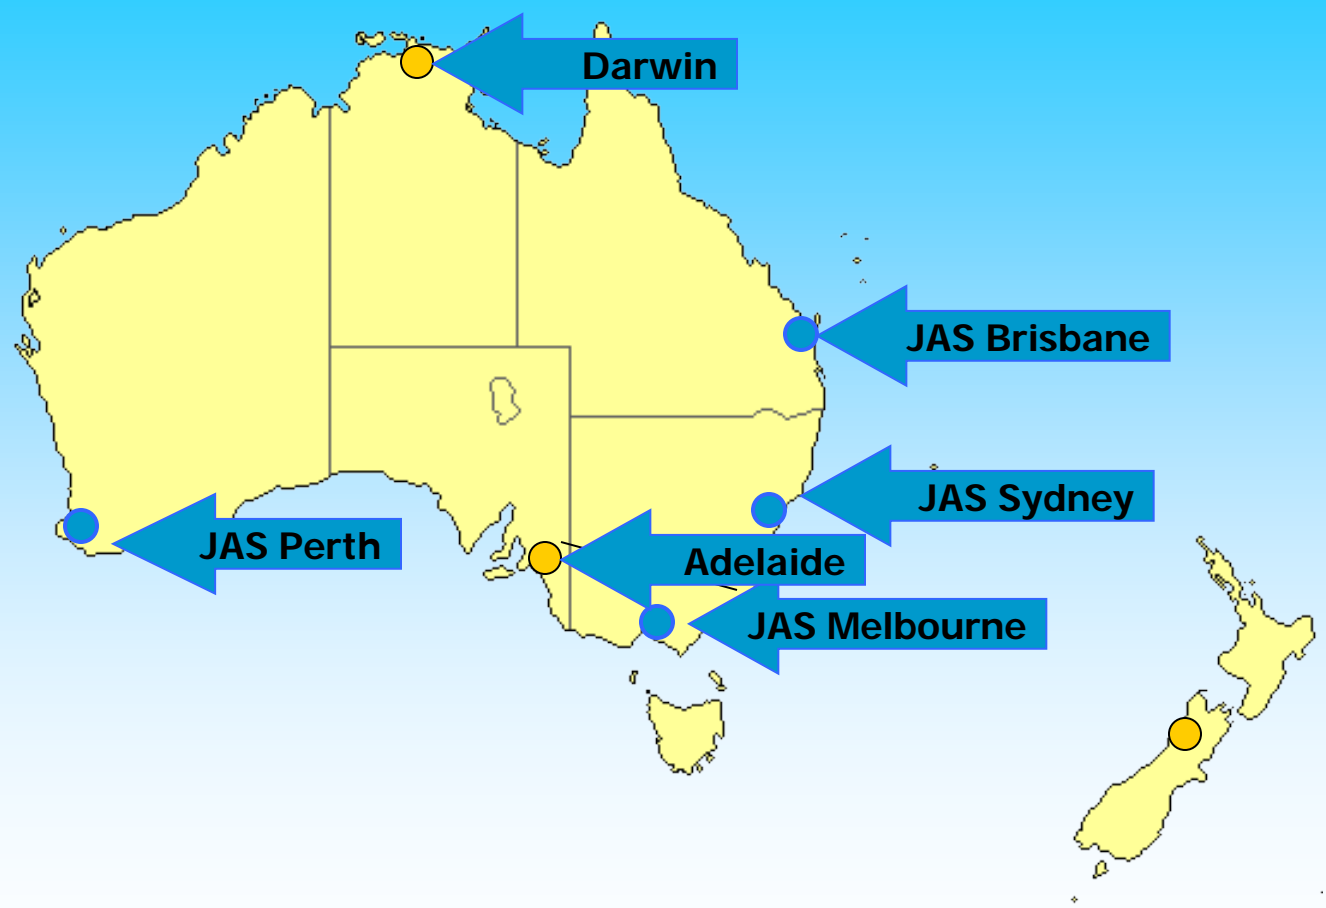 Darwin
JAS Brisbane
JAS Sydney
JAS Perth
Adelaide
JAS Melbourne